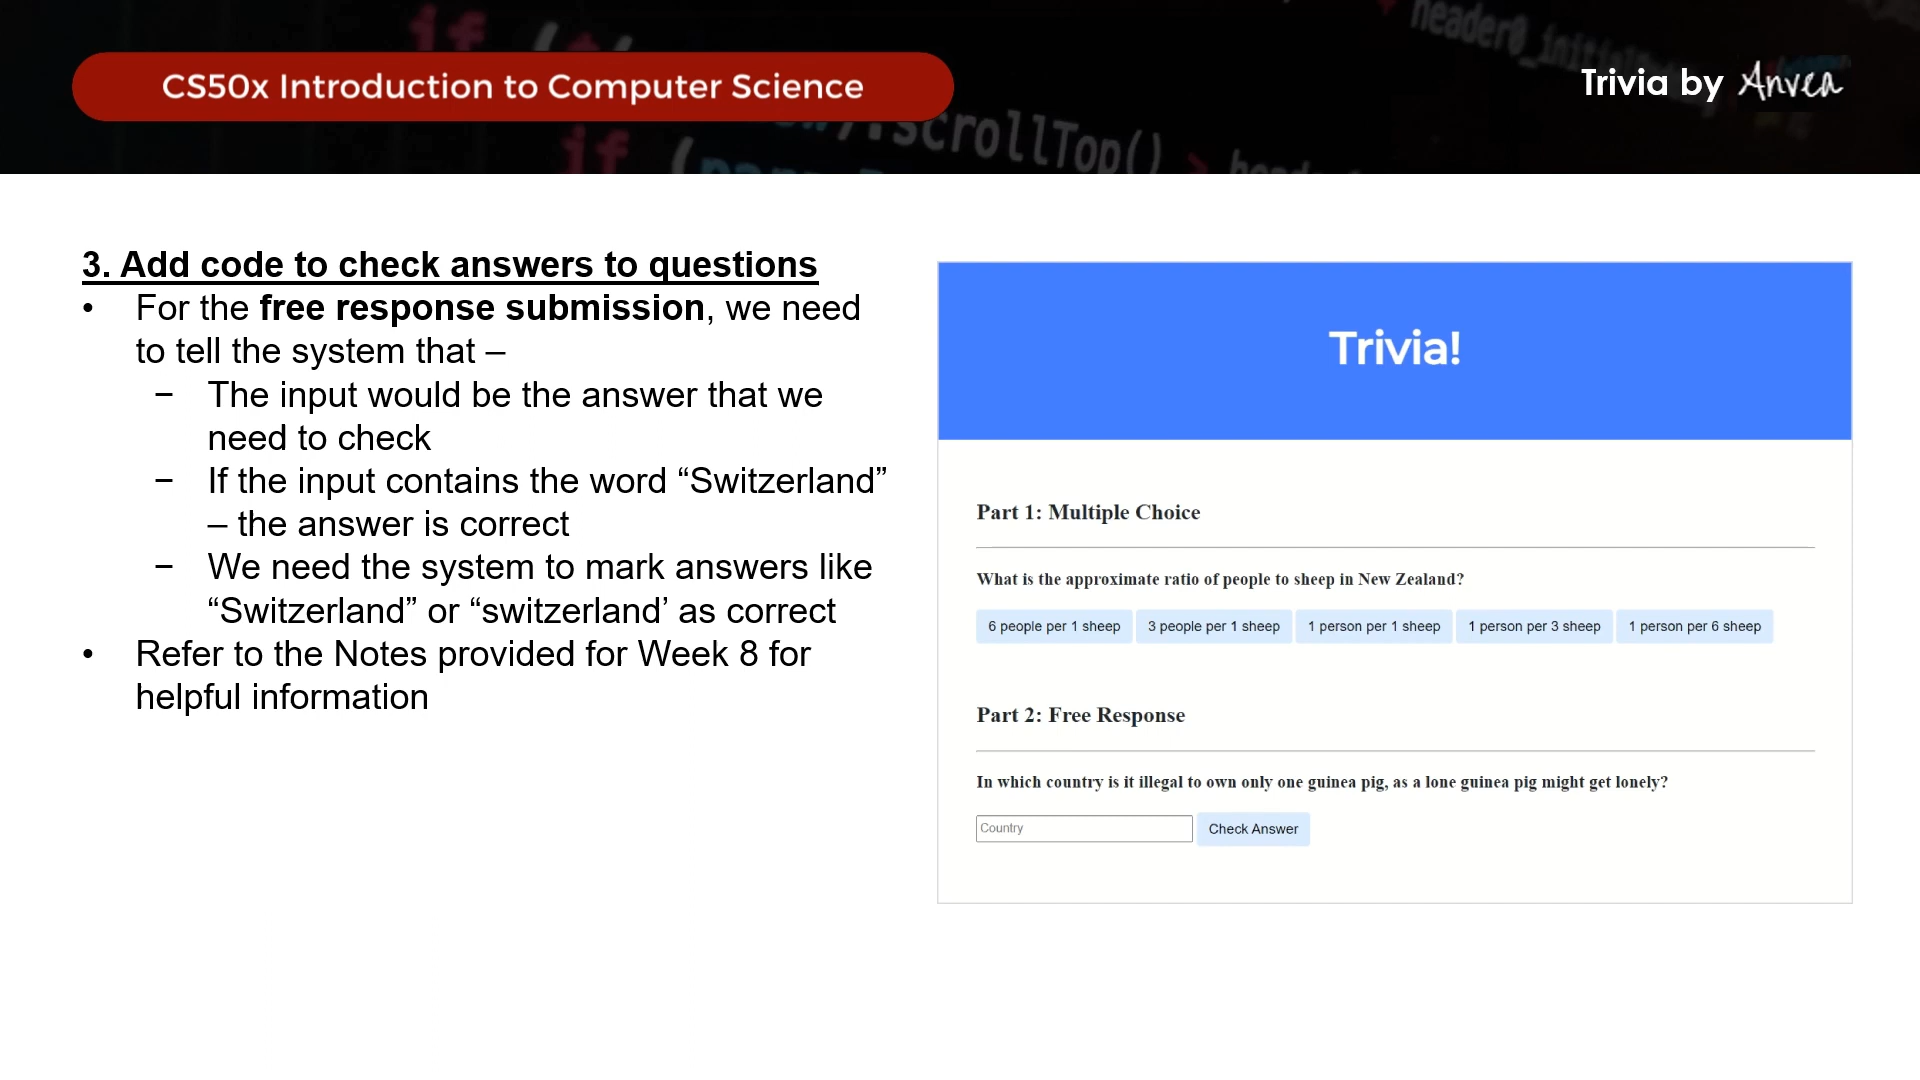 if (
header0_initi
CS50x Introduction to Computer Science
Trivia by Anvea
.scrollTop() >
if (
3. Add code to check answers to questions
• For the free response submission, we need
to tell the system that –
− The input would be the answer that we
need to check
− If the input contains the word “Switzerland”
– the answer is correct
− We need the system to mark answers like
“Switzerland” or “switzerland’ as correct
• Refer to the Notes provided for Week 8 for
helpful information
Trivia!
Part 1: Multiple Choice
What is the approximate ratio of people to sheep in New Zealand?
6 people per 1 sheep 3 people per 1 sheep 1 person per 1 sheep 1 person per 3 sheep 1 person per 6 sheep
Part 2: Free Response
In which country is it illegal to own only one guinea pig, as a lone guinea pig might get lonely?
Country Check Answer